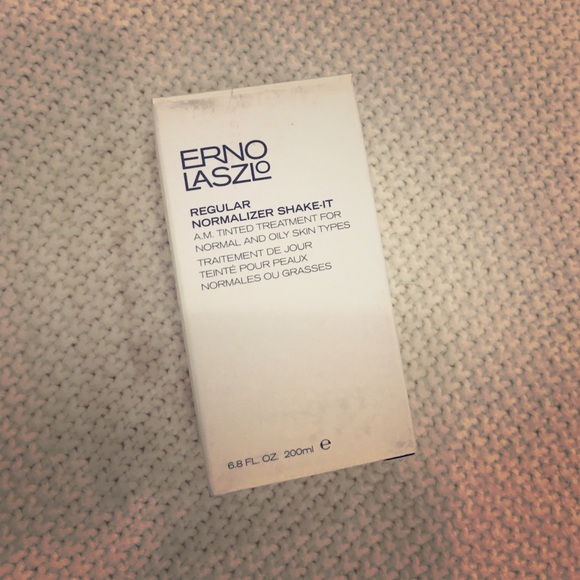 ERNO
LASZLO
REGULAR
NORMALIZER SHAKE-IT
A.M. TINTED TREATMENT FOR
NORMAL AND OILY SKIN TYPES
TRAITEMENT DE JOUR
TEINTÉ POUR PEAUX
NORMALES OU GRASSES
6.8 FL. OZ. 200ml ℮